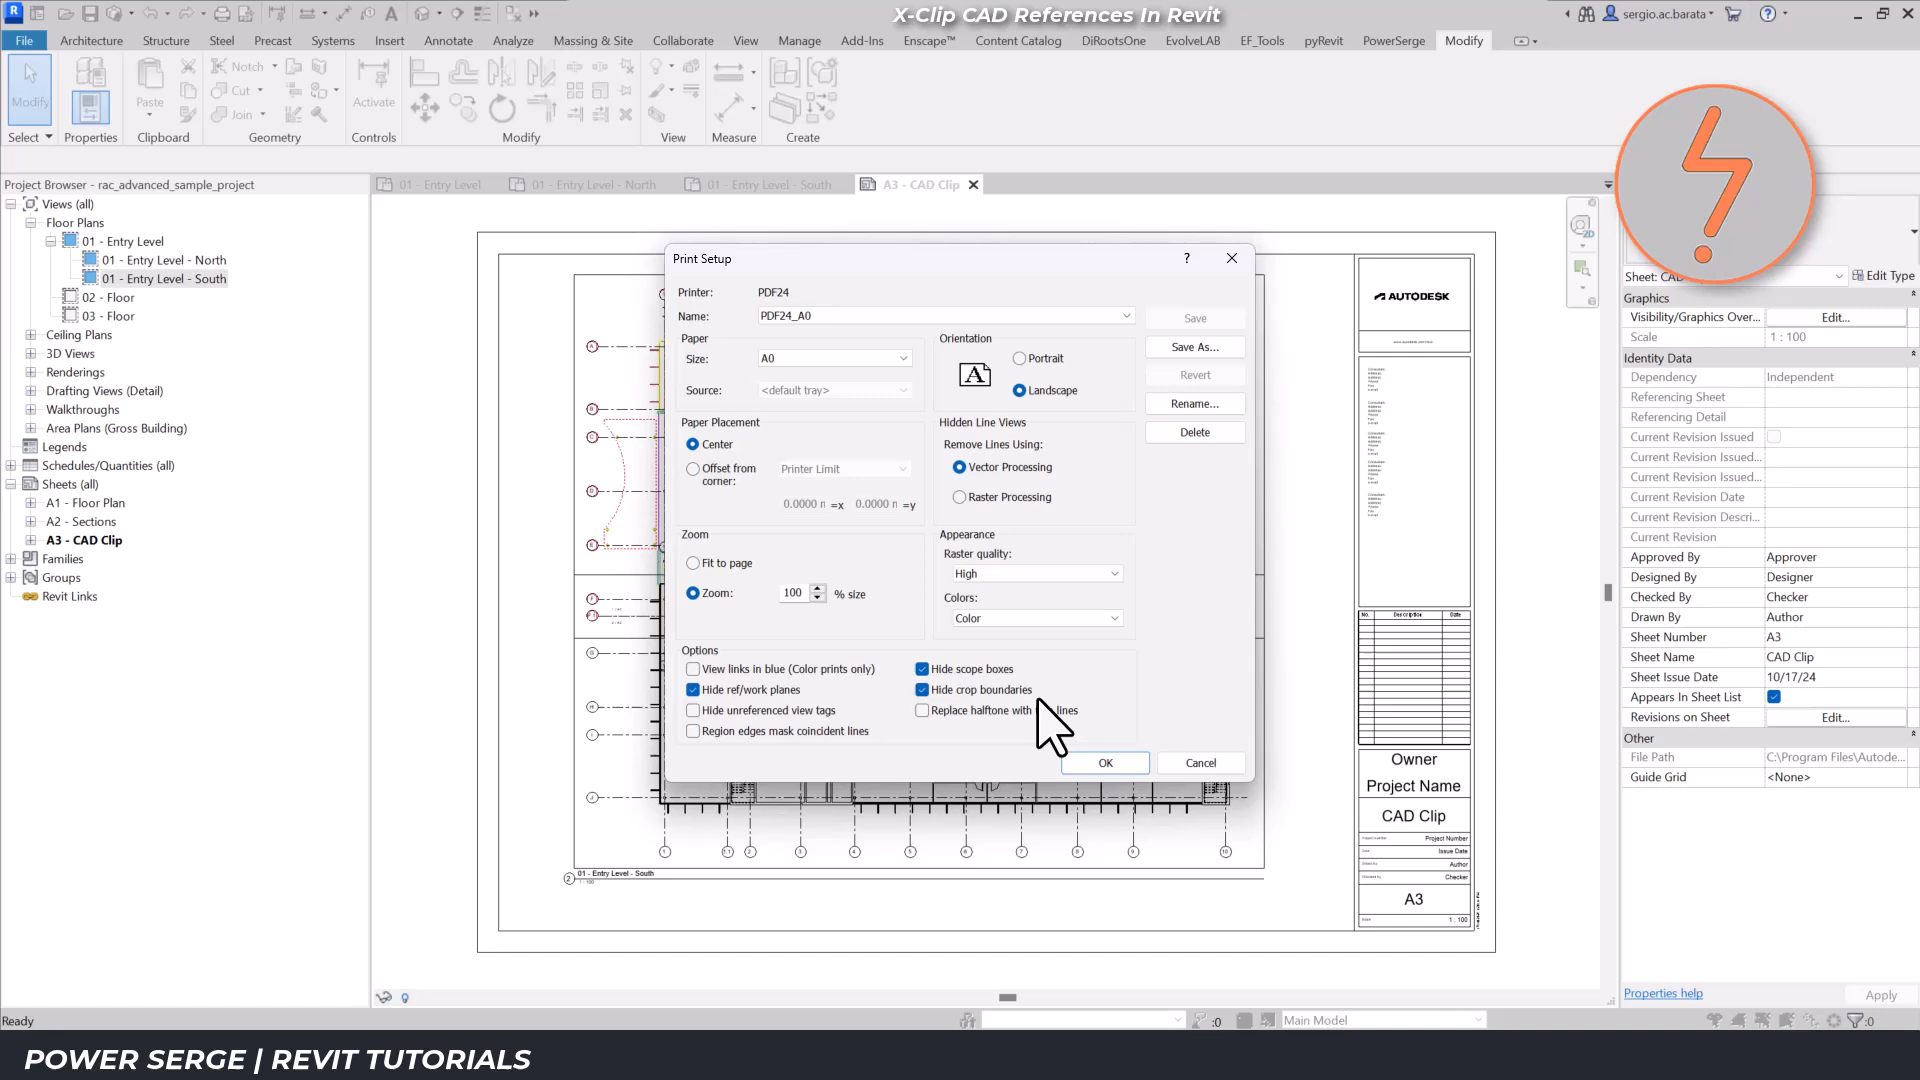 X-Clip CAD References In Revit
sergio.ac.barata
File
Architecture
Structure
Steel
Precast
Systems
Insert
Annotate
Analyze
Massing & Site
Collaborate
View
Manage
Add-Ins
Enscape™
Content Catalog
DiRootsOne
EvolveLAB
EF_Tools
pyRevit
PowerSerge
Modify
Modify
Paste
Notch
Cut
Join
Activate
Select
Properties
Clipboard
Geometry
Controls
Modify
View
Measure
Create
Project Browser - rac_advanced_sample_project
01 - Entry Level
01 - Entry Level - North
01 - Entry Level - South
A3 - CAD Clip
Views (all)
Floor Plans
01 - Entry Level
01 - Entry Level - North
01 - Entry Level - South
02 - Floor
03 - Floor
Ceiling Plans
3D Views
Renderings
Drafting Views (Detail)
Walkthroughs
Area Plans (Gross Building)
Legends
Schedules/Quantities (all)
Sheets (all)
A1 - Floor Plan
A2 - Sections
A3 - CAD Clip
Families
Groups
Revit Links
Print Setup
Printer: PDF24
Name: PDF24_A0
Paper
Size: A0
Source: <default tray>
Orientation
Portrait
Landscape
Save
Save As...
Revert
Rename...
Delete
Paper Placement
Center
Offset from corner:
Printer Limit
0.0000 =x 0.0000 =y
Hidden Line Views
Remove Lines Using:
Vector Processing
Raster Processing
Zoom
Fit to page
Zoom: 100 % size
Appearance
Raster quality:
High
Colors:
Color
Options
View links in blue (Color prints only)
Hide ref/work planes
Hide unreferenced view tags
Region edges mask coincident lines
Hide scope boxes
Hide crop boundaries
Replace halftone with lines
OK
Cancel
2 01 - Entry Level - South
1 : 100
AUTODESK
No. Description Date
Owner
Project Name
CAD Clip
Project Number
Issue Date
Author
Checker
A3
1 : 100
Sheet: CAD
Edit Type
Graphics
Visibility/Graphics Over... Edit...
Scale 1 : 100
Identity Data
Dependency Independent
Referencing Sheet
Referencing Detail
Current Revision Issued
Current Revision Issued...
Current Revision Issued...
Current Revision Date
Current Revision Descri...
Current Revision
Approved By Approver
Designed By Designer
Checked By Checker
Drawn By Author
Sheet Number A3
Sheet Name CAD Clip
Sheet Issue Date 10/17/24
Appears In Sheet List
Revisions on Sheet Edit...
Other
File Path C:\Program Files\Autode...
Guide Grid <None>
Properties help
Apply
Ready
:0
Main Model
:0
POWER SERGE | REVIT TUTORIALS